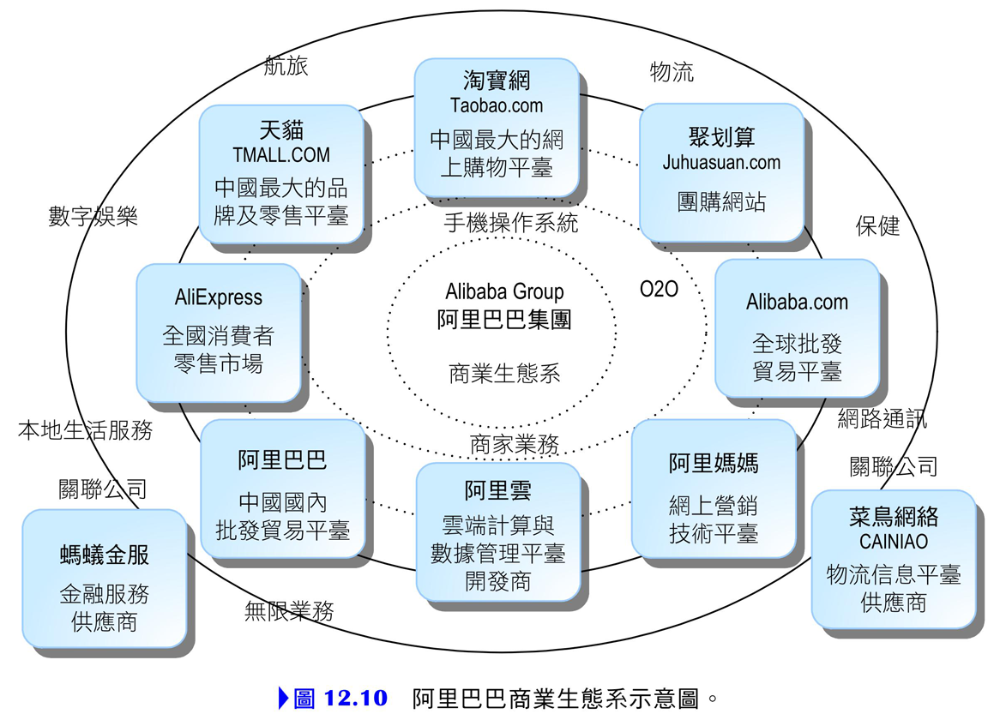 航旅
物流
淘寶網
Taobao.com
中國最大的網
上購物平臺
天貓
TMALL.COM
中國最大的品
牌及零售平臺
聚划算
Juhuasuan.com
團購網站
數字娛樂
手機操作系統
保健
AliExpress
全國消費者
零售市場
Alibaba Group
阿里巴巴集團
商業生態系
O2O
Alibaba.com
全球批發
貿易平臺
本地生活服務
商家業務
網路通訊
阿里巴巴
中國國內
批發貿易平臺
阿里雲
雲端計算與
數據管理平臺
開發商
阿里媽媽
網上營銷
技術平臺
關聯公司
螞蟻金服
金融服務
供應商
關聯公司
菜鳥網絡
CAINIAO
物流信息平臺
供應商
無限業務
圖 12.10 阿里巴巴商業生態系示意圖。